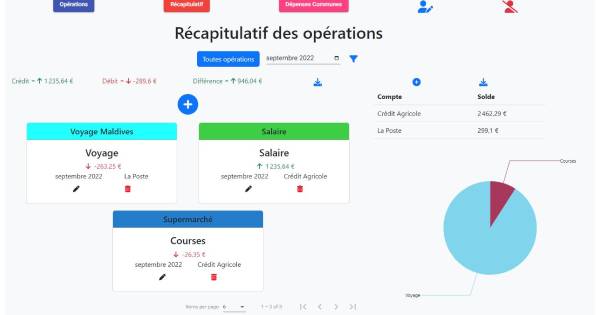 Opérations Récapitulatif Dépenses Communes
Récapitulatif des opérations
Toutes opérations septembre 2022
Crédit = 1 235,64 € Débit = -289,6 € Différence = 946,04 €
Compte Solde
Crédit Agricole 2 462,29 €
La Poste 299,1 €
Voyage Maldives
Voyage
-263,25 €
septembre 2022 La Poste
Salaire
Salaire
1 235,64 €
septembre 2022 Crédit Agricole
Supermarché
Courses
-26,35 €
septembre 2022 Crédit Agricole
Courses
Voyage
Items per page 6 1 – 3 of 3